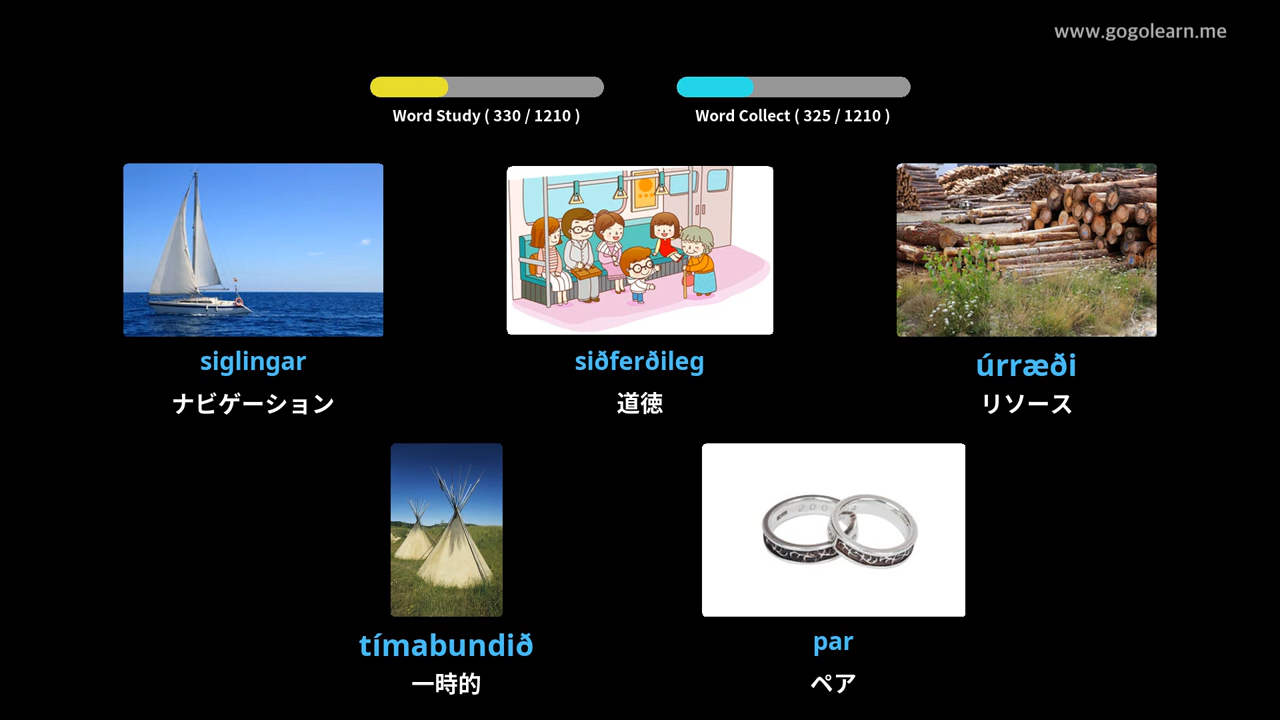 www.gogolearn.me
Word Study ( 330 / 1210 )
Word Collect ( 325 / 1210 )
siglingar
ナビゲーション
siðferðileg
道徳
úrræði
リソース
tímabundið
一時的
par
ペア